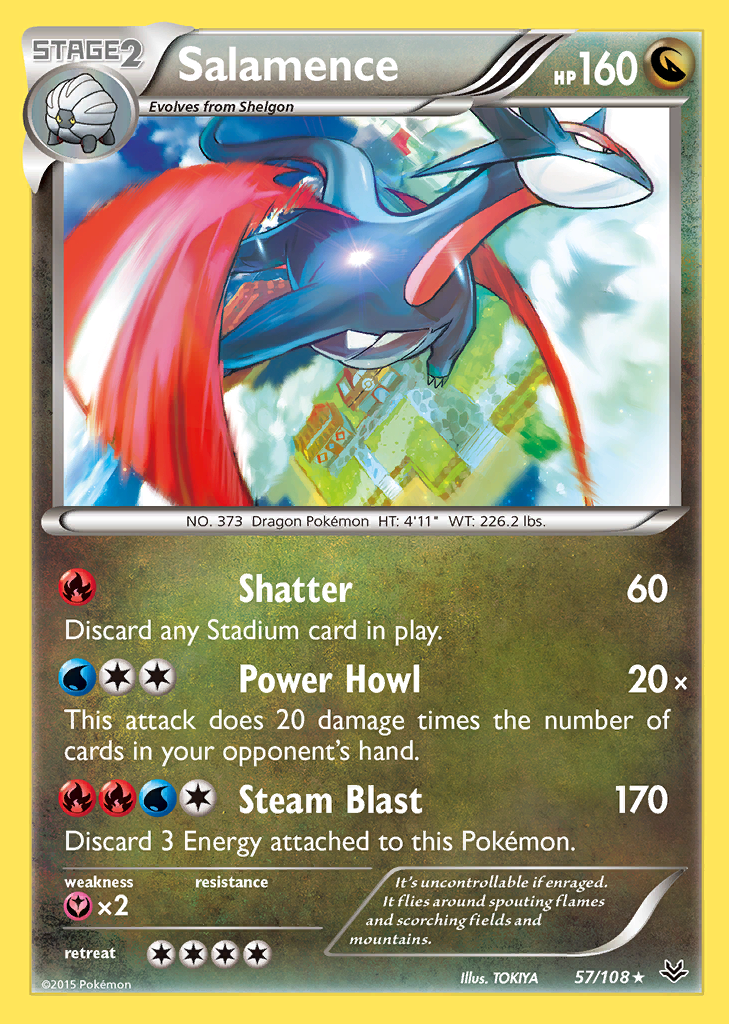 STAGE2
Salamence
HP160
Evolves from Shelgon
NO. 373 Dragon Pokémon HT: 4'11" WT: 226.2 lbs.
Shatter 60
Discard any Stadium card in play.
Power Howl 20×
This attack does 20 damage times the number of
cards in your opponent's hand.
Steam Blast 170
Discard 3 Energy attached to this Pokémon.
weakness resistance
×2
retreat
It's uncontrollable if enraged.
It flies around spouting flames
and scorching fields and
mountains.
©2015 Pokémon
Illus. TOKIYA 57/108★